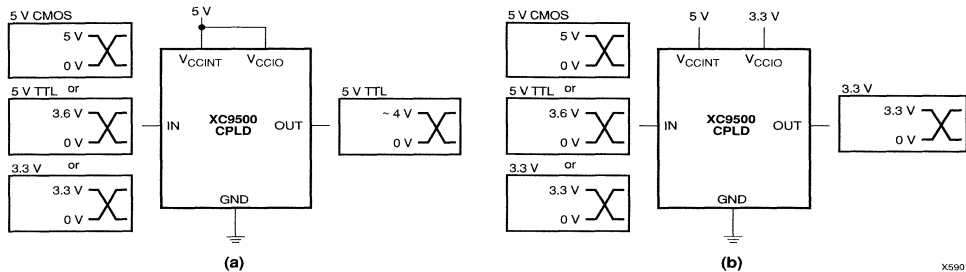 5 V
5 V CMOS
5 V
0 V
or
5 V TTL
3.6 V
0 V
or
3.3 V
3.3 V
0 V
VCCINT VCCIO
IN XC9500 CPLD OUT
GND
5 V TTL
~ 4 V
0 V
(a)
5 V CMOS
5 V
0 V
or
5 V TTL
3.6 V
0 V
or
3.3 V
3.3 V
0 V
5 V 3.3 V
VCCINT VCCIO
IN XC9500 CPLD OUT
GND
3.3 V
3.3 V
0 V
(b)
X590